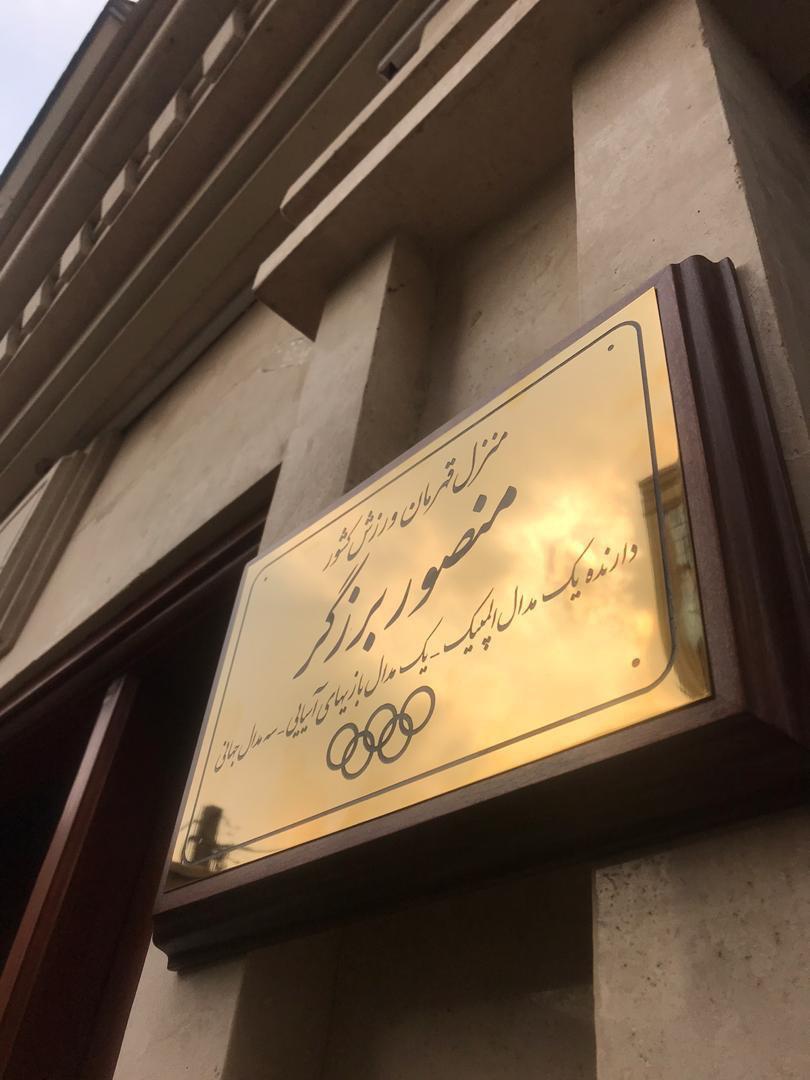 منزل قهرمان ورزش کشور
منصور برزگر
دارنده یک مدال المپیک - یک مدال بازیهای آسیایی - سه مدال جهانی